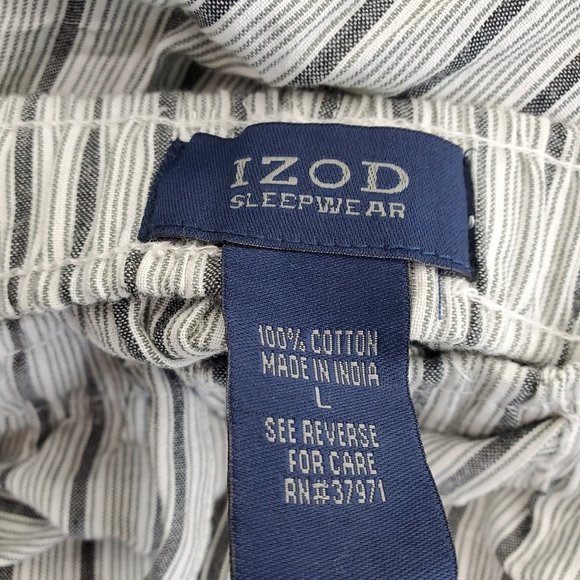 IZOD
SLEEPWEAR
100% COTTON
MADE IN INDIA
L
SEE REVERSE
FOR CARE
RN#37971